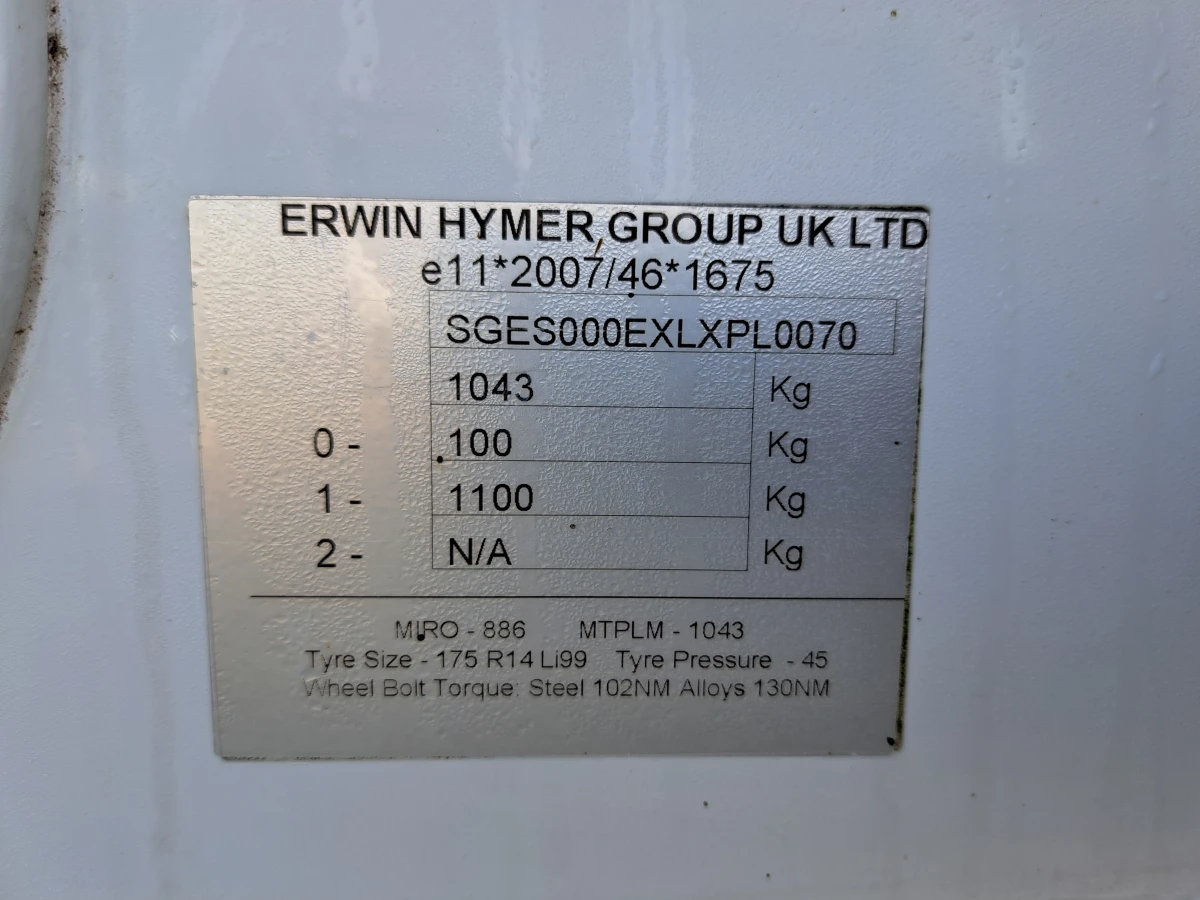 ERWIN HYMER GROUP UK LTD
e11*2007/46*1675
SGES000EXLXPL0070
1043 Kg
0- 100 Kg
1- 1100 Kg
2- N/A Kg
MIRO - 886 MTPLM - 1043
Tyre Size - 175 R14 Li99 Tyre Pressure - 45
Wheel Bolt Torque: Steel 102NM Alloys 130NM